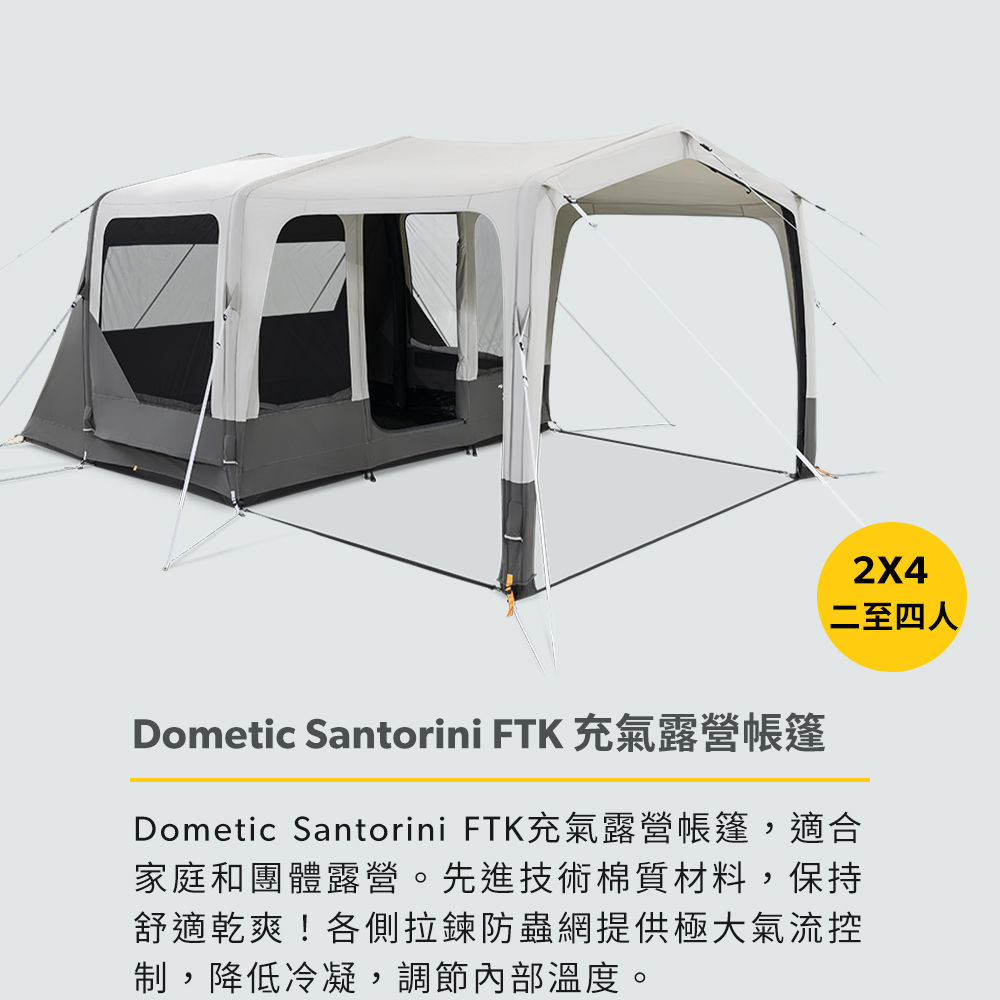 2X4
二至四人
Dometic Santorini FTK 充氣露營帳篷
Dometic Santorini FTK充氣露營帳篷，適合
家庭和團體露營。先進技術棉質材料，保持
舒適乾爽！各側拉鍊防蟲網提供極大氣流控
制，降低冷凝，調節內部溫度。